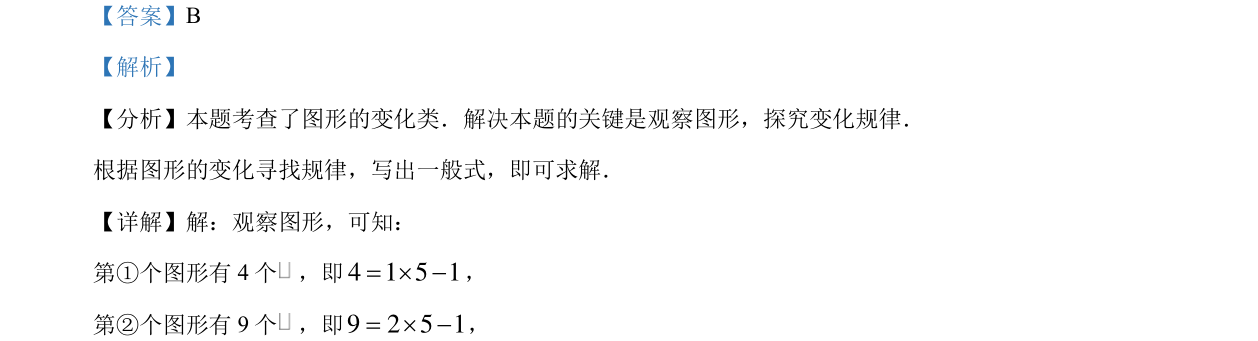 【答案】B
【解析】
【分析】本题考查了图形的变化类．解决本题的关键是观察图形，探究变化规律．
根据图形的变化寻找规律，写出一般式，即可求解．
【详解】解：观察图形，可知：
第①个图形有 4 个，即4=1×5−1，
第②个图形有 9 个，即9=2×5−1，